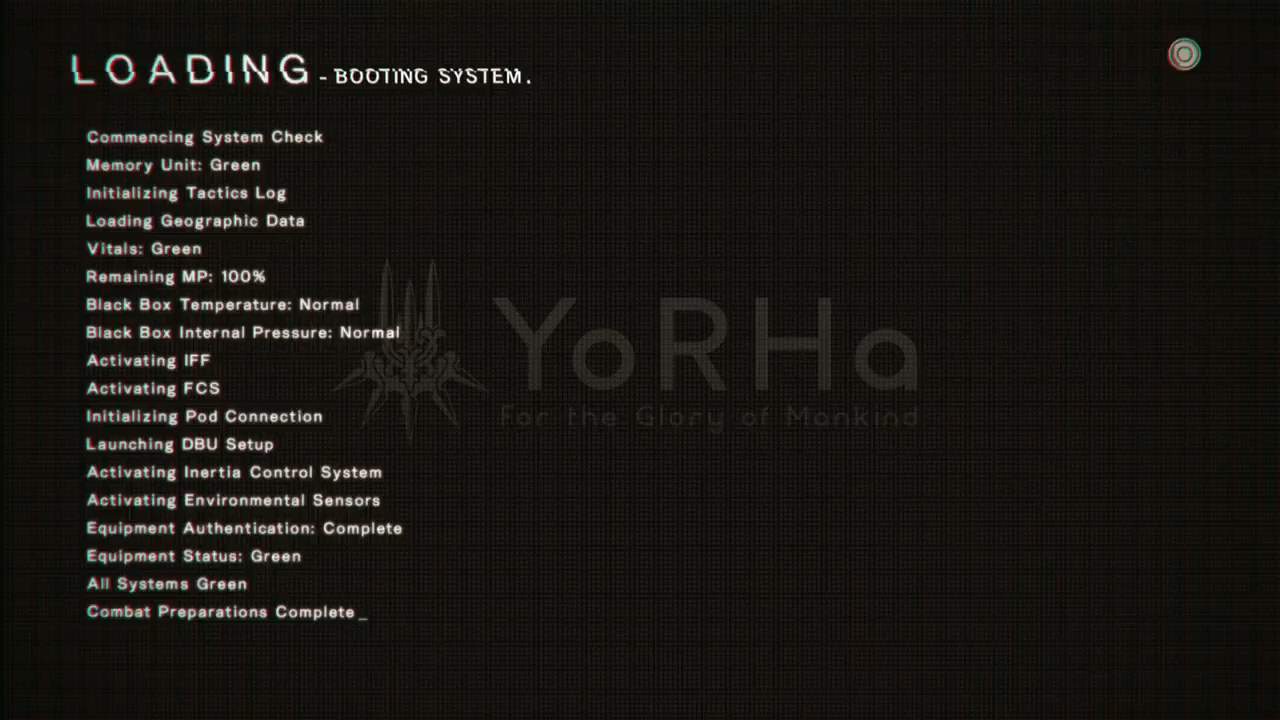 LOADING - BOOTING SYSTEM.
Commencing System Check
Memory Unit: Green
Initializing Tactics Log
Loading Geographic Data
Vitals: Green
Remaining MP: 100%
Black Box Temperature: Normal
Black Box Internal Pressure: Normal
Activating IFF
Activating FCS
Initializing Pod Connection
Launching DBU Setup
Activating Inertia Control System
Activating Environmental Sensors
Equipment Authentication: Complete
Equipment Status: Green
All Systems Green
Combat Preparations Complete _
YoRHa
For the Glory of Mankind